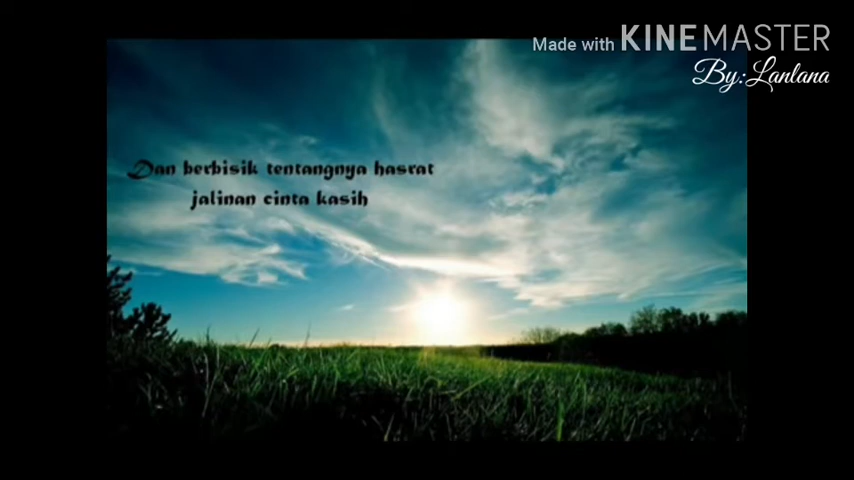 Made with KINEMASTER
By:Lanlana
Dan berbisik tentangnya hasrat
jalinan cinta kasih